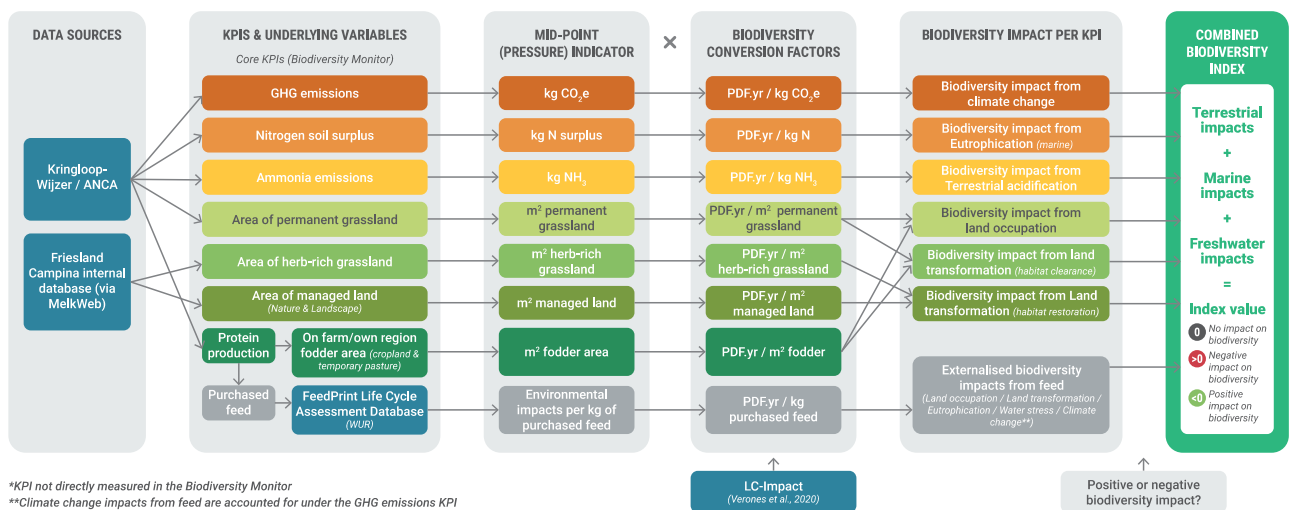 DATA SOURCES
Kringloop-
Wijzer / ANCA
Friesland
Campina internal
database (via
MelkWeb)
KPIS & UNDERLYING VARIABLES
Core KPIs (Biodiversity Monitor)
GHG emissions
Nitrogen soil surplus
Ammonia emissions
Area of permanent grassland
Area of herb-rich grassland
Area of managed land
(Nature & Landscape)
Protein
production
On farm/own region
fodder area (cropland &
temporary pasture)
Purchased
feed
FeedPrint Life Cycle
Assessment Database
(WUR)
MID-POINT
(PRESSURE) INDICATOR
kg CO₂e
kg N surplus
kg NH₃
m² permanent
grassland
m² herb-rich
grassland
m² managed land
m² fodder area
Environmental
impacts per kg of
purchased feed
×
BIODIVERSITY
CONVERSION FACTORS
PDF.yr / kg CO₂e
PDF.yr / kg N
PDF.yr / kg NH₃
PDF.yr / m² permanent
grassland
PDF.yr / m²
herb-rich grassland
PDF.yr / m²
managed land
PDF.yr / m² fodder
PDF.yr / kg
purchased feed
LC-Impact
(Verones et al., 2020)
BIODIVERSITY IMPACT PER KPI
Biodiversity impact from
climate change
Biodiversity impact from
Eutrophication (marine)
Biodiversity impact from
Terrestrial acidification
Biodiversity impact from
land occupation
Biodiversity impact from land
transformation (habitat clearance)
Biodiversity impact from Land
transformation (habitat restoration)
Externalised biodiversity
impacts from feed
(Land occupation / Land transformation /
Eutrophication / Water stress / Climate
change**)
COMBINED
BIODIVERSITY
INDEX
Terrestrial
impacts
+
Marine
impacts
+
Freshwater
impacts
=
Index value
0 No impact on
biodiversity
>0 Negative
impact on
biodiversity
<0 Positive
impact on
biodiversity
Positive or negative
biodiversity impact?
*KPI not directly measured in the Biodiversity Monitor
**Climate change impacts from feed are accounted for under the GHG emissions KPI